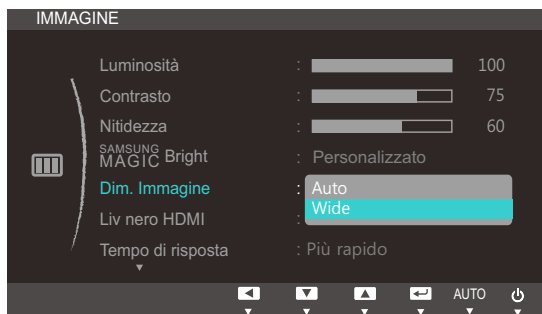 IMMAGINE
Luminosità : 100
Contrasto : 75
Nitidezza : 60
SAMSUNG MAGIC Bright : Personalizzato
Dim. Immagine : Auto
Wide
Liv nero HDMI :
Tempo di risposta : Più rapido
AUTO